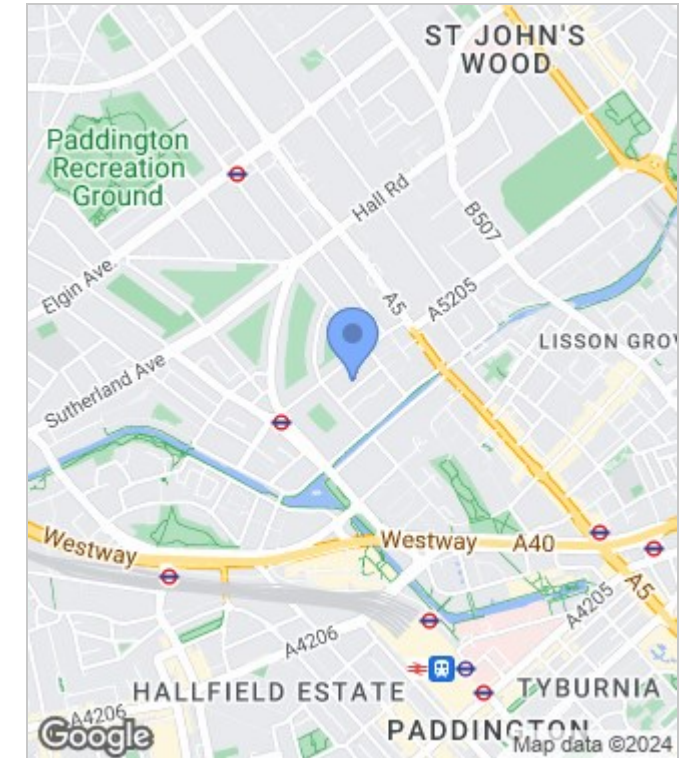 ST JOHN'S
WOOD
Paddington
Recreation
Ground
Hall Rd
B507
Elgin Ave.
A5
A5205
LISSON GRO
Sutherland Ave
Westway
Westway
A40
A5
A4205
A4206
HALLFIELD ESTATE
TYBURNIA
A4206
PADDINGTON
Google
Map data ©2024